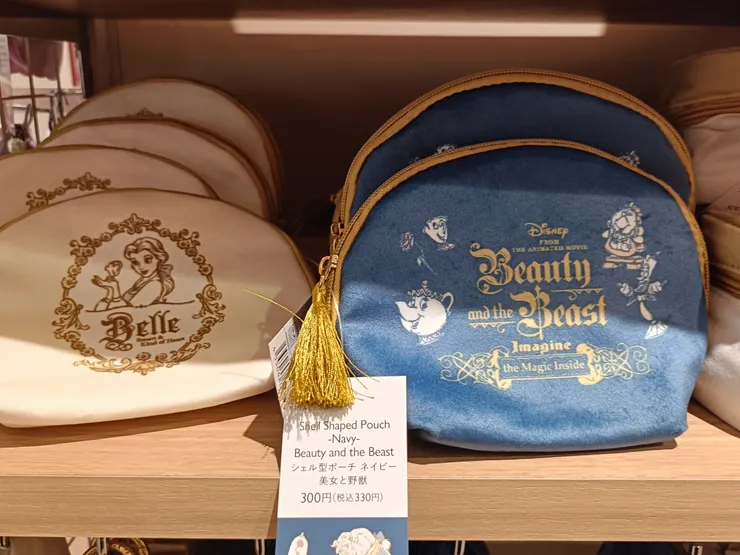 Belle
DISNEY
FROM
THE ANIMATED MOVIE
Beauty
and the Beast
Imagine
the Magic Inside
Shell Shaped Pouch
-Navy-
Beauty and the Beast
シェル型ポーチ ネイビー
美女と野獣
300円(税込330円)